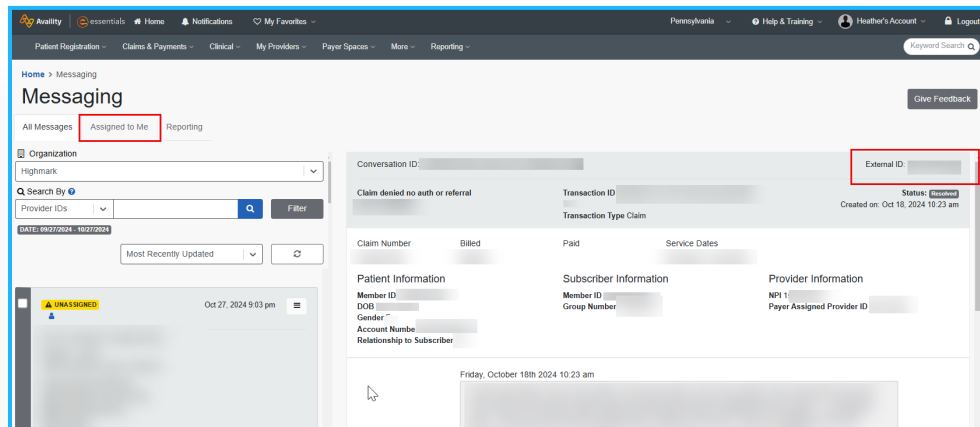 Availity essentials Home Notifications My Favorites Pennsylvania Help & Training Heather's Account Logout
Patient Registration Claims & Payments Clinical My Providers Payer Spaces More Reporting Keyword Search
Home > Messaging
Messaging
Give Feedback
All Messages Assigned to Me Reporting
Organization
Highmark
Search By
Provider IDs Filter
DATE: 09/27/2024 - 10/27/2024
Most Recently Updated
UNASSIGNED Oct 27, 2024 9:03 pm
Conversation ID: External ID:
Claim denied no auth or referral Transaction ID Status: Resolved
Created on: Oct 18, 2024 10:23 am
Transaction Type Claim
Claim Number Billed Paid Service Dates
Patient Information Subscriber Information Provider Information
Member ID Member ID NPI 1
DOB Group Number Payer Assigned Provider ID
Gender
Account Numbe
Relationship to Subscriber
Friday, October 18th 2024 10:23 am